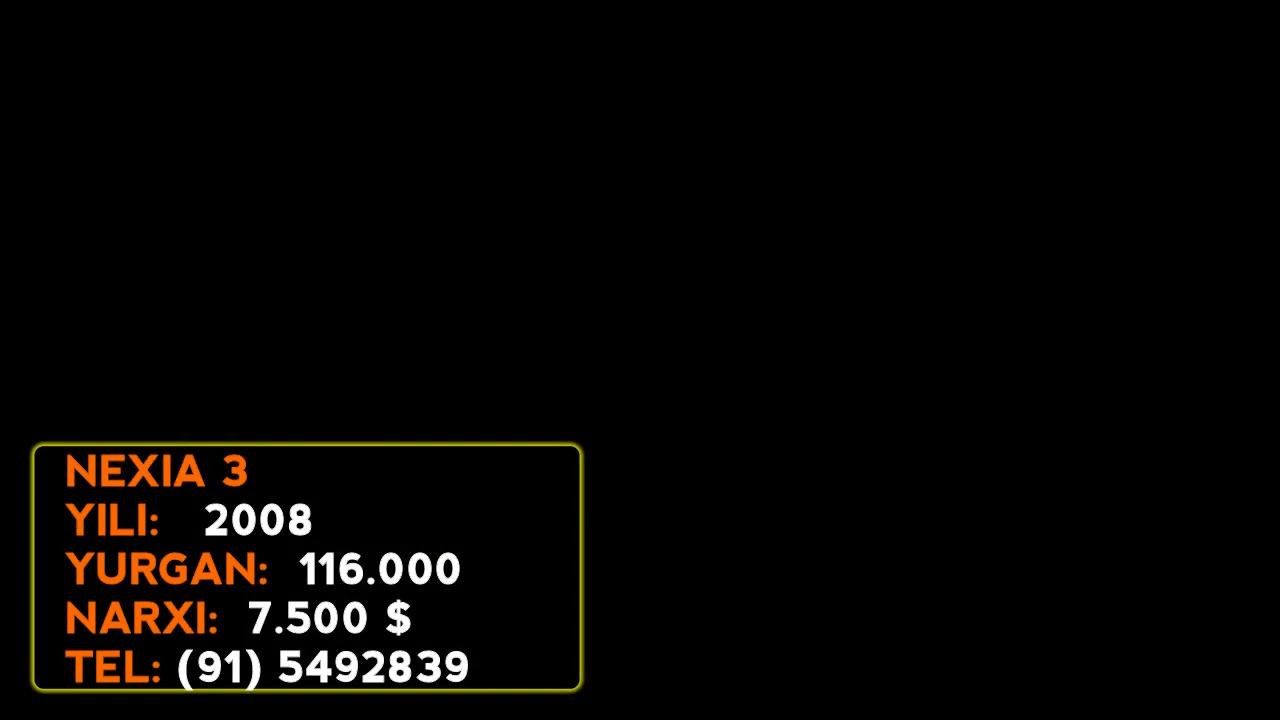 NEXIA 3
YILI: 2008
YURGAN: 116.000
NARXI: 7.500 $
TEL: (91) 5492839